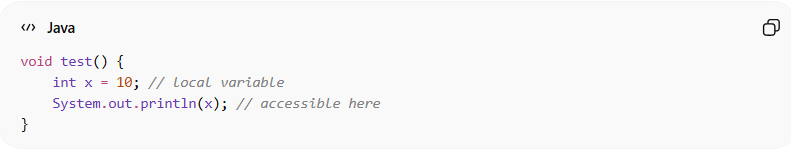 </> Java
void test() {
    int x = 10; // local variable
    System.out.println(x); // accessible here
}